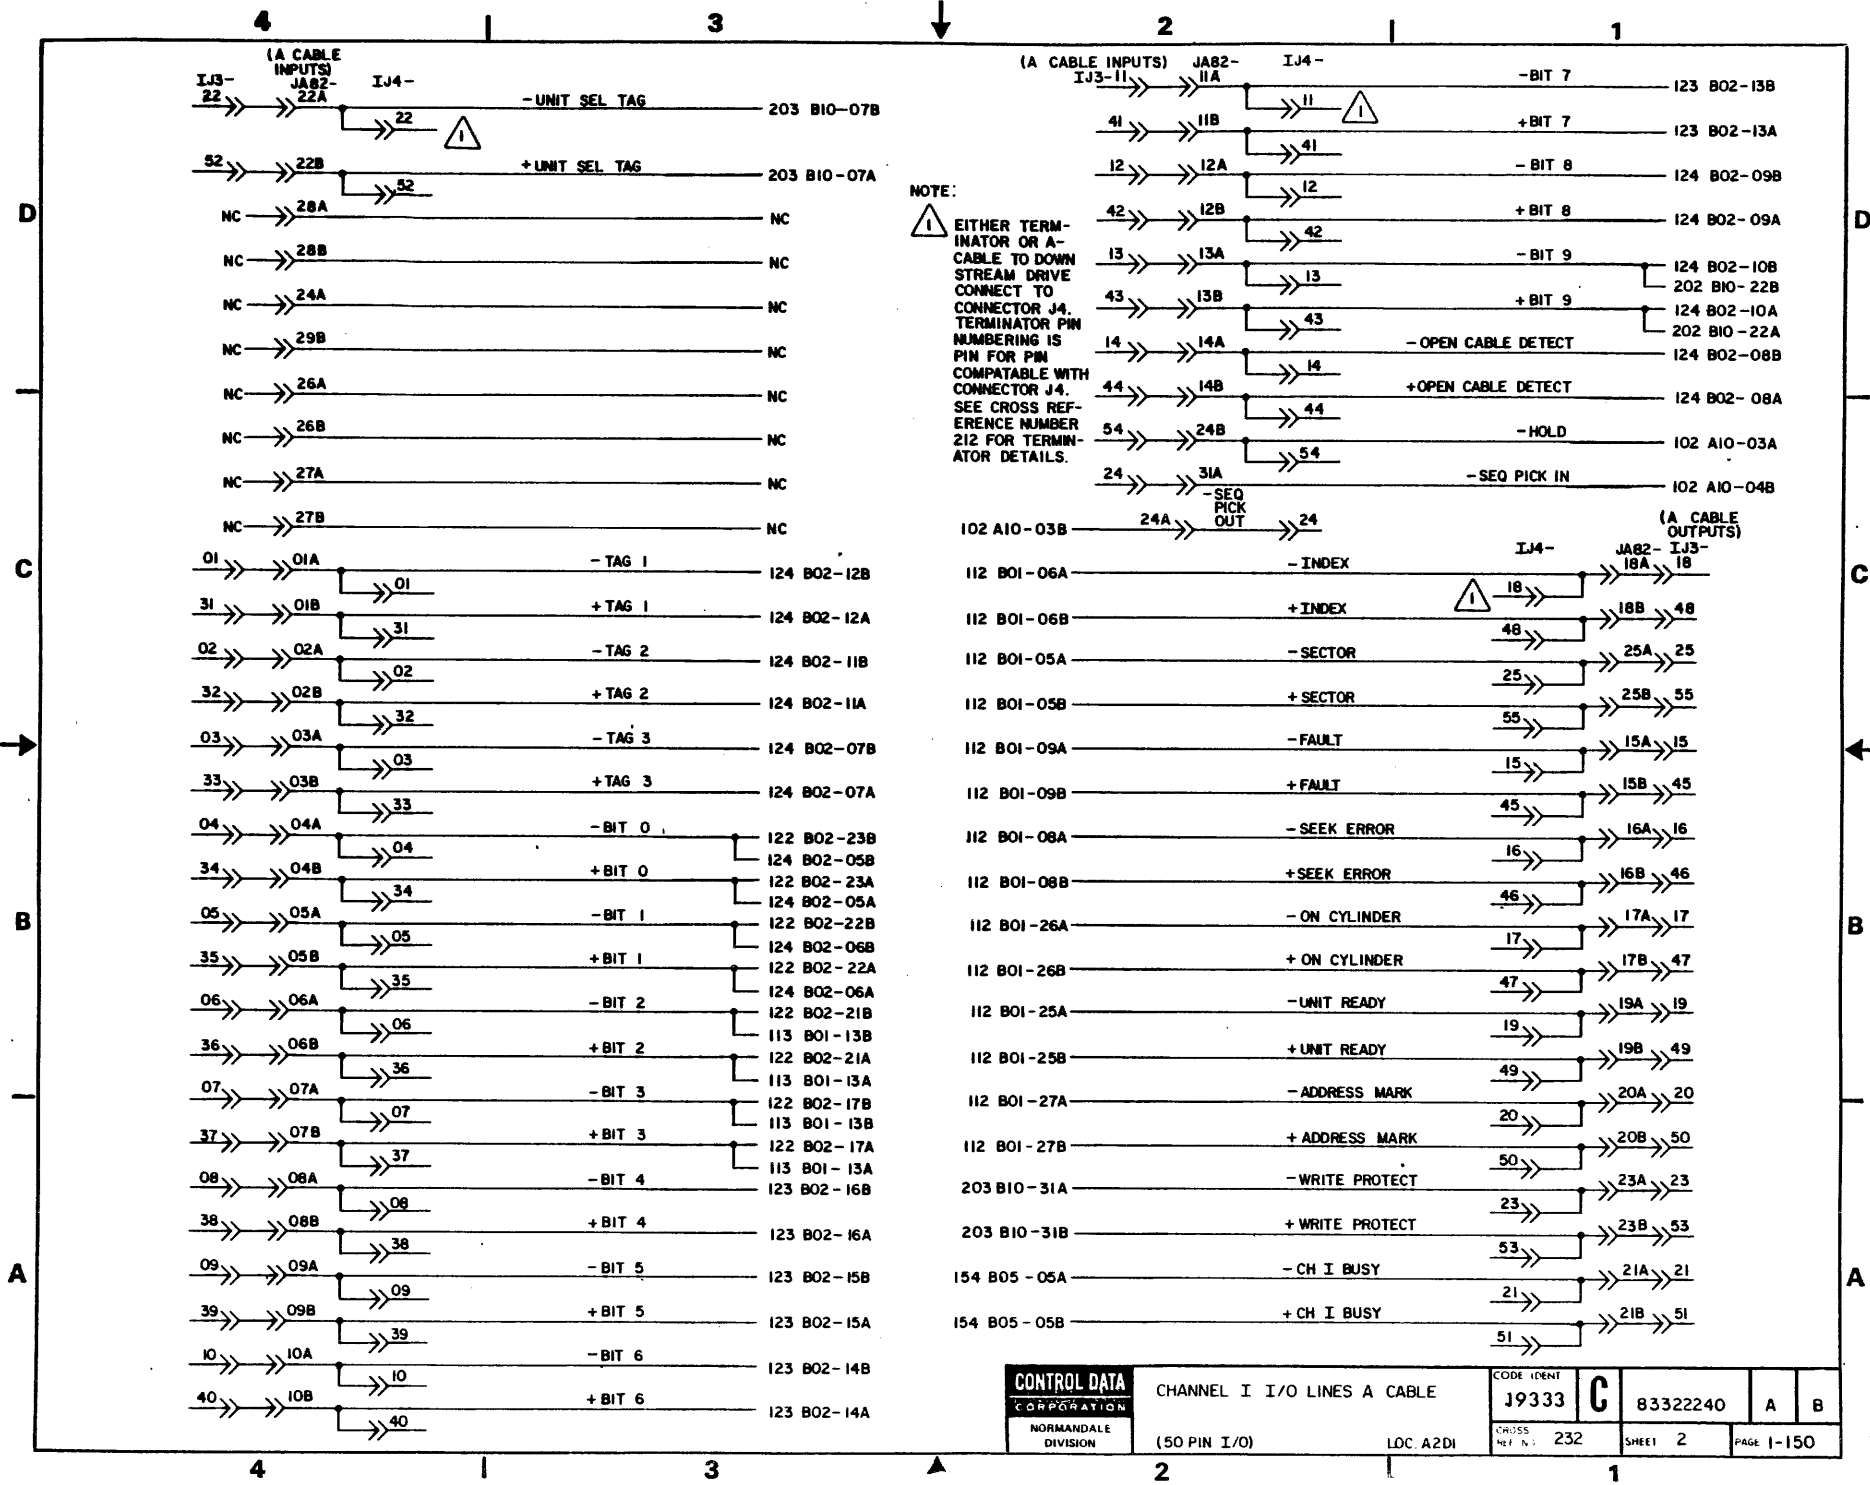 4 3 2 1
(A CABLE
INPUTS)
IJ3- JA82- IJ4-
22 22A -UNIT SEL TAG 203 B10-07B
22 1
52 22B +UNIT SEL TAG 203 B10-07A
52
D
NC 28A NC
NC 28B NC
NC 24A NC
NC 29B NC
NC 26A NC
NC 26B NC
NC 27A NC
NC 27B NC
C
01 01A -TAG 1 124 B02-12B
01
31 01B +TAG 1 124 B02-12A
31
02 02A -TAG 2 124 B02-11B
02
32 02B +TAG 2 124 B02-11A
32
03 03A -TAG 3 124 B02-07B
03
33 03B +TAG 3 124 B02-07A
33
04 04A -BIT 0 122 B02-23B
04 124 B02-05B
34 04B +BIT 0 122 B02-23A
34 124 B02-05A
B
05 05A -BIT 1 122 B02-22B
05 124 B02-06B
35 05B +BIT 1 122 B02-22A
35 124 B02-06A
06 06A -BIT 2 122 B02-21B
06 113 B01-13B
36 06B +BIT 2 122 B02-21A
36 113 B01-13A
07 07A -BIT 3 122 B02-17B
07 113 B01-13B
37 07B +BIT 3 122 B02-17A
37 113 B01-13A
08 08A -BIT 4 123 B02-16B
08
38 08B +BIT 4 123 B02-16A
38
A
09 09A -BIT 5 123 B02-15B
09
39 09B +BIT 5 123 B02-15A
39
10 10A -BIT 6 123 B02-14B
10
40 10B +BIT 6 123 B02-14A
40
NOTE:
1 EITHER TERM-
INATOR OR A-
CABLE TO DOWN
STREAM DRIVE
CONNECT TO
CONNECTOR J4.
TERMINATOR PIN
NUMBERING IS
PIN FOR PIN
COMPATABLE WITH
CONNECTOR J4.
SEE CROSS REF-
ERENCE NUMBER
212 FOR TERMIN-
ATOR DETAILS.
(A CABLE INPUTS) JA82- IJ4-
IJ3-11 11A -BIT 7 123 B02-13B
11 1
41 11B +BIT 7 123 B02-13A
41
12 12A -BIT 8 124 B02-09B
12
D
42 12B +BIT 8 124 B02-09A
42
13 13A -BIT 9 124 B02-10B
13 202 B10-22B
43 13B +BIT 9 124 B02-10A
43 202 B10-22A
14 14A -OPEN CABLE DETECT 124 B02-08B
14
44 14B +OPEN CABLE DETECT 124 B02-08A
44
54 24B -HOLD 102 A10-03A
54
24 31A -SEQ PICK IN 102 A10-04B
-SEQ
PICK
OUT
102 A10-03B 24A 24
(A CABLE
OUTPUTS)
IJ4- JA82- IJ3-
C
112 B01-06A -INDEX 18A 18
1 18
112 B01-06B +INDEX 18B 48
48
112 B01-05A -SECTOR 25A 25
25
112 B01-05B +SECTOR 25B 55
55
112 B01-09A -FAULT 15A 15
15
112 B01-09B +FAULT 15B 45
45
112 B01-08A -SEEK ERROR 16A 16
16
112 B01-08B +SEEK ERROR 16B 46
46
B
112 B01-26A -ON CYLINDER 17A 17
17
112 B01-26B +ON CYLINDER 17B 47
47
112 B01-25A -UNIT READY 19A 19
19
112 B01-25B +UNIT READY 19B 49
49
112 B01-27A -ADDRESS MARK 20A 20
20
112 B01-27B +ADDRESS MARK 20B 50
50
203 B10-31A -WRITE PROTECT 23A 23
23
203 B10-31B +WRITE PROTECT 23B 53
53
A
154 B05-05A -CH I BUSY 21A 21
21
154 B05-05B +CH I BUSY 21B 51
51
CONTROL DATA
CORPORATION
NORMANDALE
DIVISION
CHANNEL I I/O LINES A CABLE
(50 PIN I/O) LOC. A2D1
CODE IDENT
19333 C 83322240 A B
CROSS
REF NO. 232 SHEET 2 PAGE 1-150
4 3 2 1